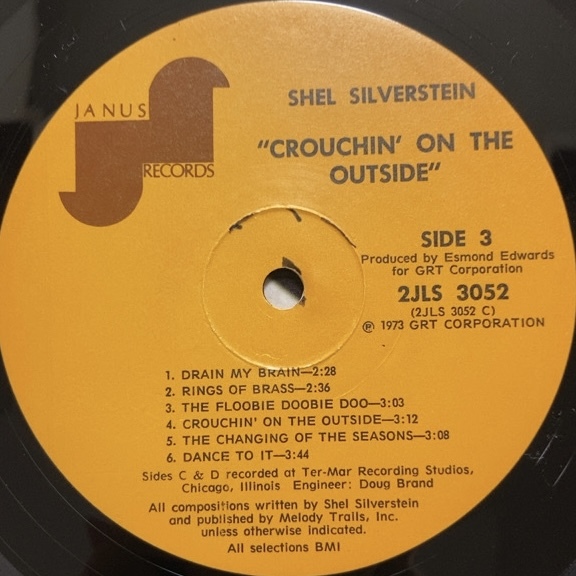 JANUS
RECORDS
SHEL SILVERSTEIN
"CROUCHIN' ON THE
OUTSIDE"
SIDE 3
Produced by Esmond Edwards
for GRT Corporation
2JLS 3052
(2JLS 3052 C)
℗ 1973 GRT CORPORATION
1. DRAIN MY BRAIN—2:28
2. RINGS OF BRASS—2:36
3. THE FLOOBIE DOOBIE DOO—3:03
4. CROUCHIN' ON THE OUTSIDE—3:12
5. THE CHANGING OF THE SEASONS—3:08
6. DANCE TO IT—3:44
Sides C & D recorded at Ter-Mar Recording Studios,
Chicago, Illinois Engineer: Doug Brand
All compositions written by Shel Silverstein
and published by Melody Trails, Inc.
unless otherwise indicated.
All selections BMI